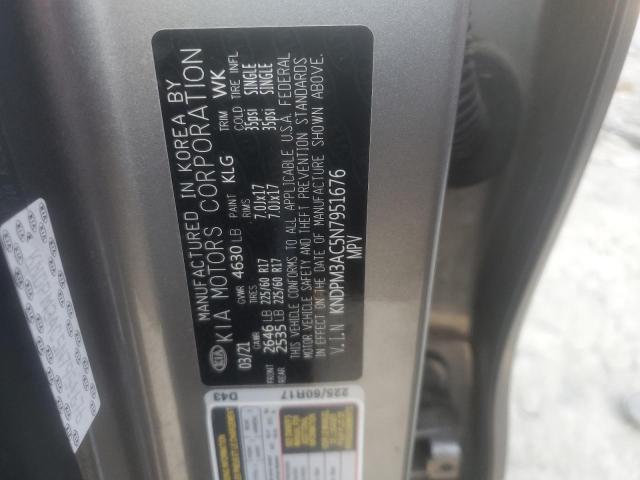 MANUFACTURED IN KOREA BY
KIA KIA MOTORS CORPORATION
03/21 GVWR 4630 LB PAINT KLG TRIM WK
GAWR TIRES RIMS COLD TIRE INFL
FRONT 2646 LB 225/60 R17 7.0Jx17 35psi SINGLE
REAR 2535 LB 225/60 R17 7.0Jx17 35psi SINGLE
THIS VEHICLE CONFORMS TO ALL APPLICABLE U.S.A. FEDERAL
MOTOR VEHICLE SAFETY AND THEFT PREVENTION STANDARDS
IN EFFECT ON THE DATE OF MANUFACTURE SHOWN ABOVE.
V.I.N KNDPM3AC5N7951676
MPV
D43 225/60R17